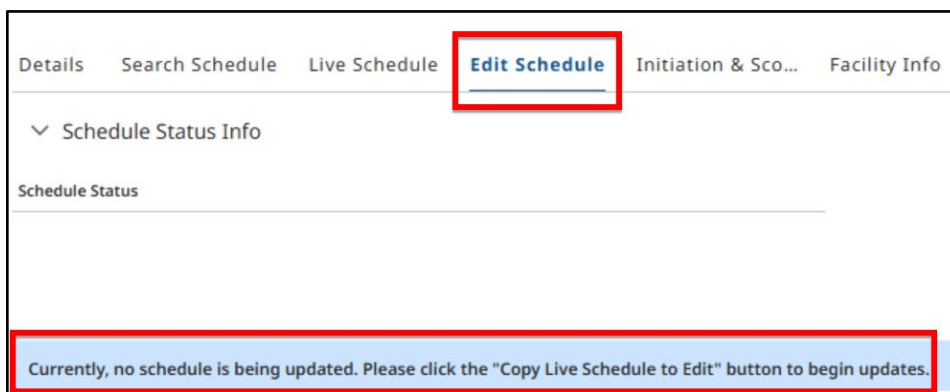 Details Search Schedule Live Schedule Edit Schedule Initiation & Sco... Facility Info
Schedule Status Info
Schedule Status
Currently, no schedule is being updated. Please click the "Copy Live Schedule to Edit" button to begin updates.